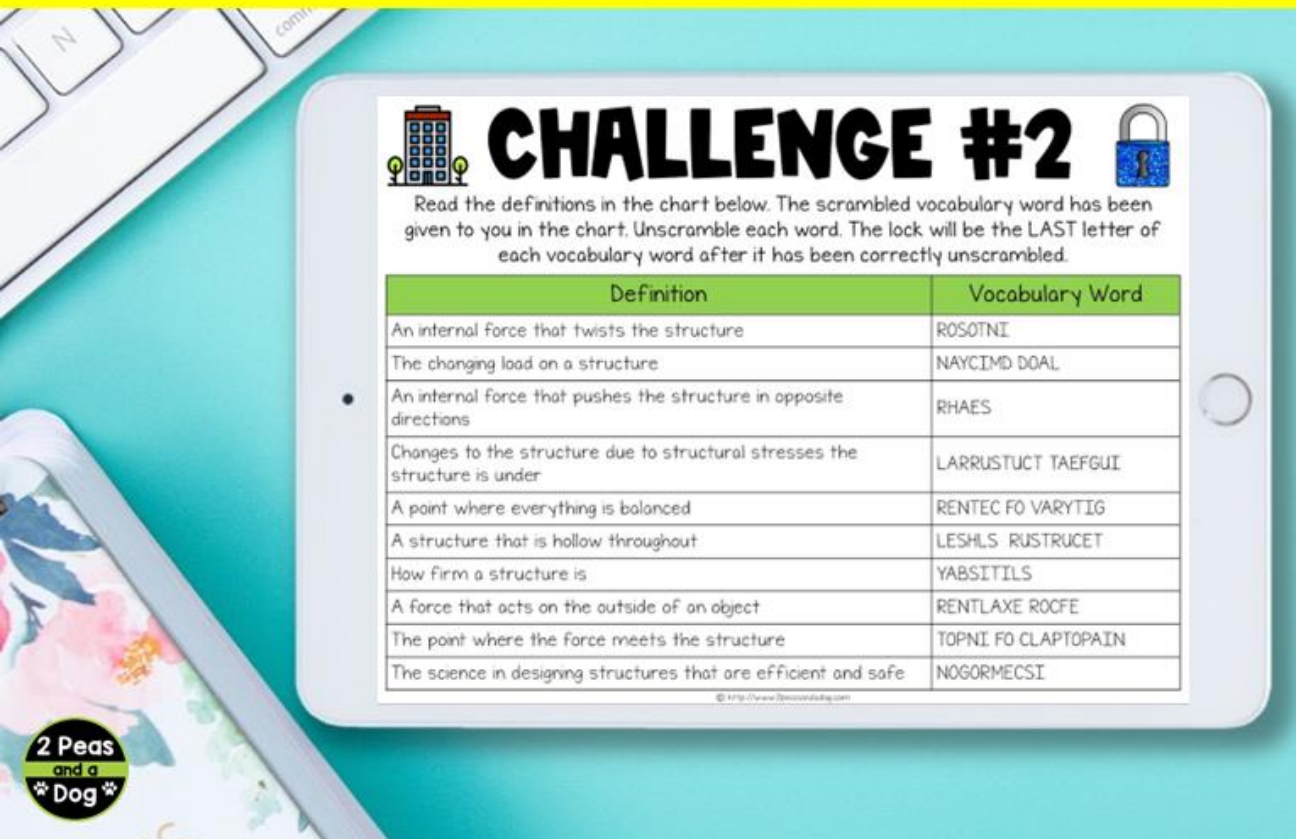 N
CHALLENGE #2
Read the definitions in the chart below. The scrambled vocabulary word has been
given to you in the chart. Unscramble each word. The lock will be the LAST letter of
each vocabulary word after it has been correctly unscrambled.
Definition Vocabulary Word
An internal force that twists the structure ROSOTNI
The changing load on a structure NAYCIMD DOAL
An internal force that pushes the structure in opposite
directions RHAES
Changes to the structure due to structural stresses the
structure is under LARRUSTUCT TAEFGUI
A point where everything is balanced RENTEC FO VARYTIG
A structure that is hollow throughout LESHLS RUSTRUCET
How firm a structure is YABSITILS
A force that acts on the outside of an object RENTLAXE ROCFE
The point where the force meets the structure TOPNI FO CLAPTOPAIN
The science in designing structures that are efficient and safe NOGORMECSI
2 Peas
and a
Dog